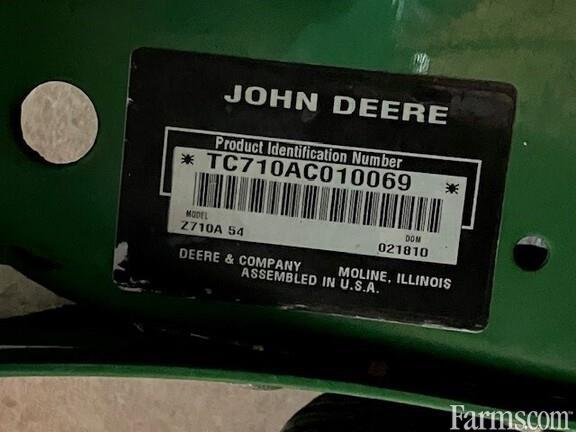 JOHN DEERE
Product Identification Number
* TC710AC010069 *
MODEL DOM
Z710A 54 021810
DEERE & COMPANY MOLINE, ILLINOIS
ASSEMBLED IN U.S.A.
Farms.com